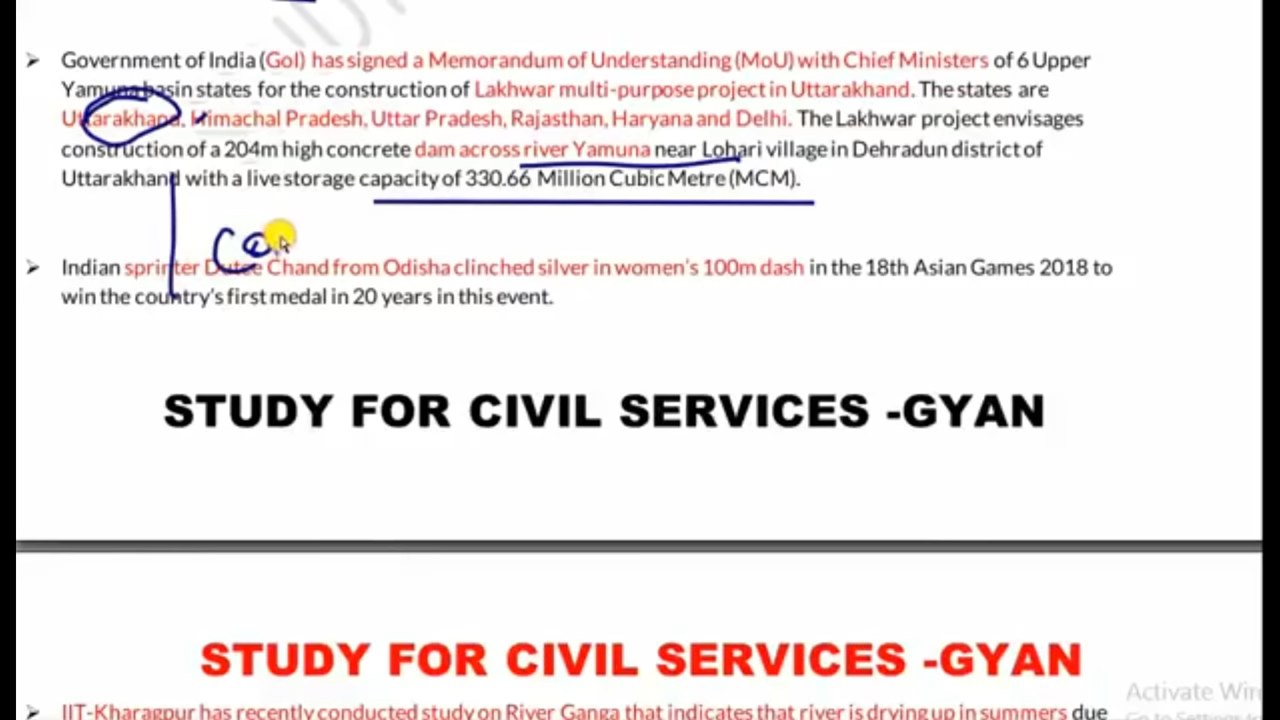 Government of India (GoI) has signed a Memorandum of Understanding (MoU) with Chief Ministers of 6 Upper
Yamuna basin states for the construction of Lakhwar multi-purpose project in Uttarakhand. The states are
Uttarakhand, Himachal Pradesh, Uttar Pradesh, Rajasthan, Haryana and Delhi. The Lakhwar project envisages
construction of a 204m high concrete dam across river Yamuna near Lohari village in Dehradun district of
Uttarakhand with a live storage capacity of 330.66 Million Cubic Metre (MCM).
Ca
Indian sprinter Dutee Chand from Odisha clinched silver in women's 100m dash in the 18th Asian Games 2018 to
win the country's first medal in 20 years in this event.
STUDY FOR CIVIL SERVICES -GYAN
STUDY FOR CIVIL SERVICES -GYAN
Activate Win
IIT-Kharagpur has recently conducted study on River Ganga that indicates that river is drying up in summers due